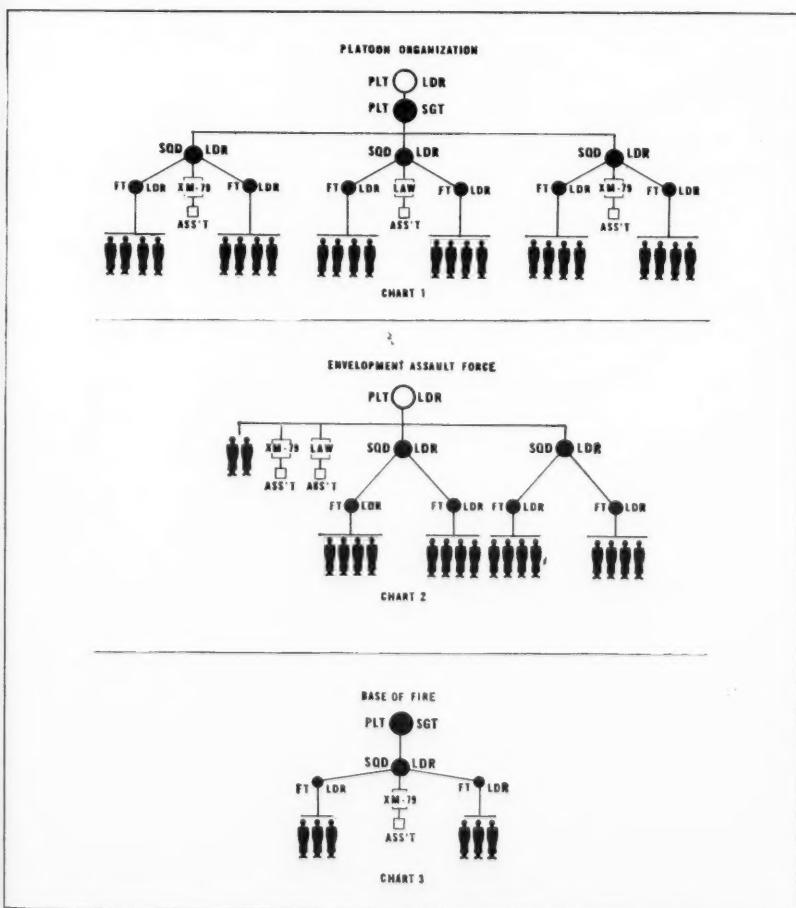 PLATOON ORGANIZATION
PLT LDR
PLT SGT
SQD LDR SQD LDR SQD LDR
FT LDR XM-79 FT LDR FT LDR LAW FT LDR FT LDR XM-79 FT LDR
ASS'T ASS'T ASS'T
CHART 1
ENVELOPMENT ASSAULT FORCE
PLT LDR
XM-79 LAW SQD LDR SQD LDR
ASS'T ASS'T
FT LDR FT LDR FT LDR FT LDR
CHART 2
BASE OF FIRE
PLT SGT
SQD LDR
FT LDR XM-79 FT LDR
ASS'T
CHART 3